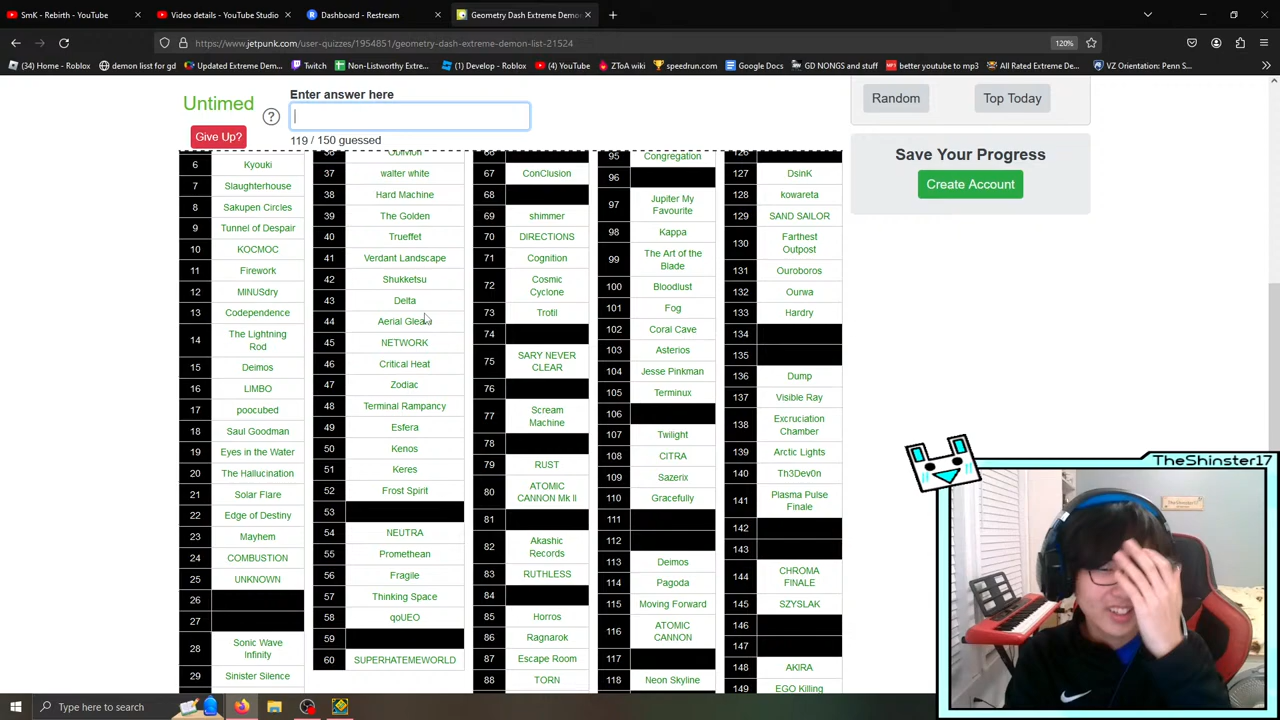 SmK - Rebirth - YouTube
Video details - YouTube Studio
Dashboard - Restream
Geometry Dash Extreme Demon
https://www.jetpunk.com/user-quizzes/1954851/geometry-dash-extreme-demon-list-21524
120%
(34) Home - Roblox
demon lisst for gd
Updated Extreme Dem...
Twitch
Non-Listworthy Extre...
(1) Develop - Roblox
(4) YouTube
ZToA wiki
speedrun.com
Google Docs
GD NONGS and stuff
better youtube to mp3
All Rated Extreme De...
VZ Orientation: Penn S...
Untimed
?
Enter answer here
Give Up?
119 / 150 guessed
Random
Top Today
Save Your Progress
Create Account
6 Kyouki
7 Slaughterhouse
8 Sakupen Circles
9 Tunnel of Despair
10 KOCMOC
11 Firework
12 MINUSdry
13 Codependence
14 The Lightning Rod
15 Deimos
16 LIMBO
17 poocubed
18 Saul Goodman
19 Eyes in the Water
20 The Hallucination
21 Solar Flare
22 Edge of Destiny
23 Mayhem
24 COMBUSTION
25 UNKNOWN
26
27
28 Sonic Wave Infinity
29 Sinister Silence
36 Oblivion
37 walter white
38 Hard Machine
39 The Golden
40 Trueffet
41 Verdant Landscape
42 Shukketsu
43 Delta
44 Aerial Gleam
45 NETWORK
46 Critical Heat
47 Zodiac
48 Terminal Rampancy
49 Esfera
50 Kenos
51 Keres
52 Frost Spirit
53
54 NEUTRA
55 Promethean
56 Fragile
57 Thinking Space
58 qoUEO
59
60 SUPERHATEMEWORLD
66
67 ConClusion
68
69 shimmer
70 DIRECTIONS
71 Cognition
72 Cosmic Cyclone
73 Trotil
74
75 SARY NEVER CLEAR
76
77 Scream Machine
78
79 RUST
80 ATOMIC CANNON Mk II
81
82 Akashic Records
83 RUTHLESS
84
85 Horros
86 Ragnarok
87 Escape Room
88 TORN
95 Congregation
96
97 Jupiter My Favourite
98 Kappa
99 The Art of the Blade
100 Bloodlust
101 Fog
102 Coral Cave
103 Asterios
104 Jesse Pinkman
105 Terminux
106
107 Twilight
108 CITRA
109 Sazerix
110 Gracefully
111
112
113 Deimos
114 Pagoda
115 Moving Forward
116 ATOMIC CANNON
117
118 Neon Skyline
126
127 DsinK
128 kowareta
129 SAND SAILOR
130 Farthest Outpost
131 Ouroboros
132 Ourwa
133 Hardry
134
135
136 Dump
137 Visible Ray
138 Excruciation Chamber
139 Arctic Lights
140 Th3Dev0n
141 Plasma Pulse Finale
142
143
144 CHROMA FINALE
145 SZYSLAK
146
147
148 AKIRA
149 EGO Killing
TheShinster17
Type here to search